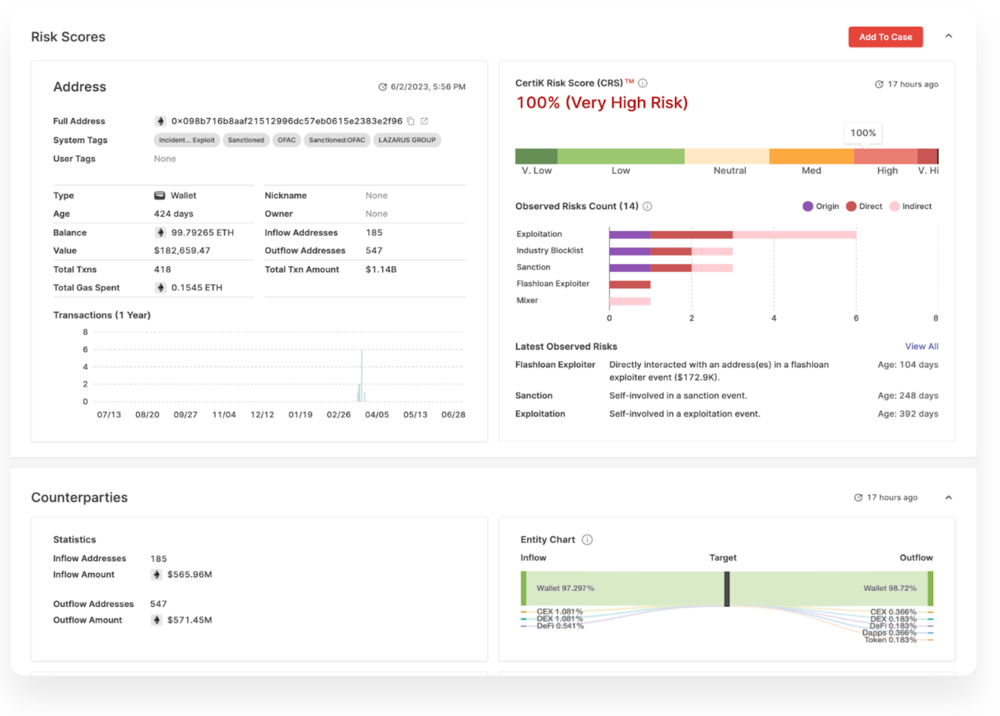 Risk Scores
Add To Case
Address
6/2/2023, 5:56 PM
Full Address 0×098b716b8aaf21512996dc57eb0615e2383e2f96
System Tags Incident... Exploit Sanctioned OFAC Sanctioned:OFAC LAZARUS GROUP
User Tags None
Type Wallet Nickname None
Age 424 days Owner None
Balance 99.79265 ETH Inflow Addresses 185
Value $182,659.47 Outflow Addresses 547
Total Txns 418 Total Txn Amount $1.14B
Total Gas Spent 0.1545 ETH
Transactions (1 Year)
8
6
4
2
0
07/13 08/20 09/27 11/04 12/12 01/19 02/26 04/05 05/13 06/28
CertiK Risk Score (CRS)™ 17 hours ago
100% (Very High Risk)
100%
V. Low Low Neutral Med High V. Hi
Observed Risks Count (14) Origin Direct Indirect
Exploitation
Industry Blocklist
Sanction
Flashloan Exploiter
Mixer
0 2 4 6 8
Latest Observed Risks View All
Flashloan Exploiter Directly interacted with an address(es) in a flashloan Age: 104 days
exploiter event ($172.9K).
Sanction Self-involved in a sanction event. Age: 248 days
Exploitation Self-involved in a exploitation event. Age: 392 days
Counterparties
17 hours ago
Statistics
Inflow Addresses 185
Inflow Amount $565.96M
Outflow Addresses 547
Outflow Amount $571.45M
Entity Chart
Inflow Target Outflow
Wallet 97.297% Wallet 98.72%
CEX 1.081% CEX 0.366%
DEX 1.081% DEX 0.183%
DeFi 0.541% DeFi 0.183%
Dapps 0.366%
Token 0.183%